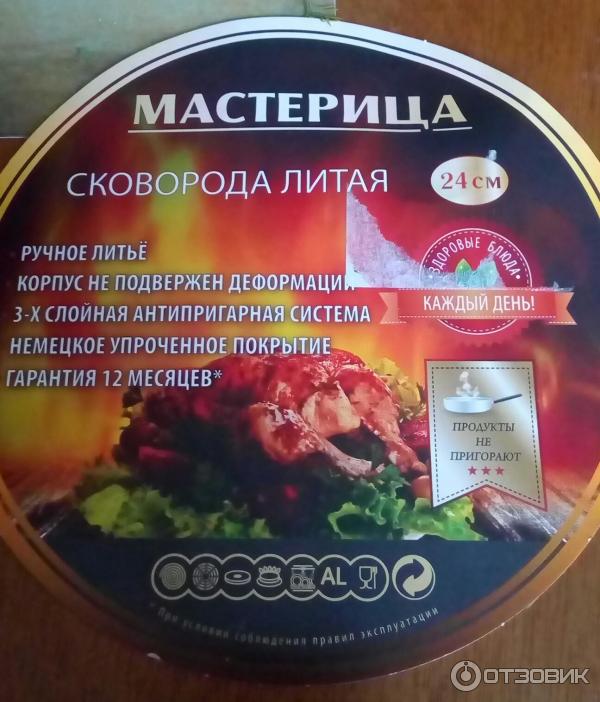 МАСТЕРИЦА
СКОВОРОДА ЛИТАЯ
24 см
РУЧНОЕ ЛИТЬЁ
КОРПУС НЕ ПОДВЕРЖЕН ДЕФОРМАЦИИ
3-Х СЛОЙНАЯ АНТИПРИГАРНАЯ СИСТЕМА
НЕМЕЦКОЕ УПРОЧЕННОЕ ПОКРЫТИЕ
ГАРАНТИЯ 12 МЕСЯЦЕВ*
ЗДОРОВЫЕ БЛЮДА
КАЖДЫЙ ДЕНЬ!
ПРОДУКТЫ
НЕ
ПРИГОРАЮТ
AL
* При условии соблюдения правил эксплуатации
ОТЗОВИК